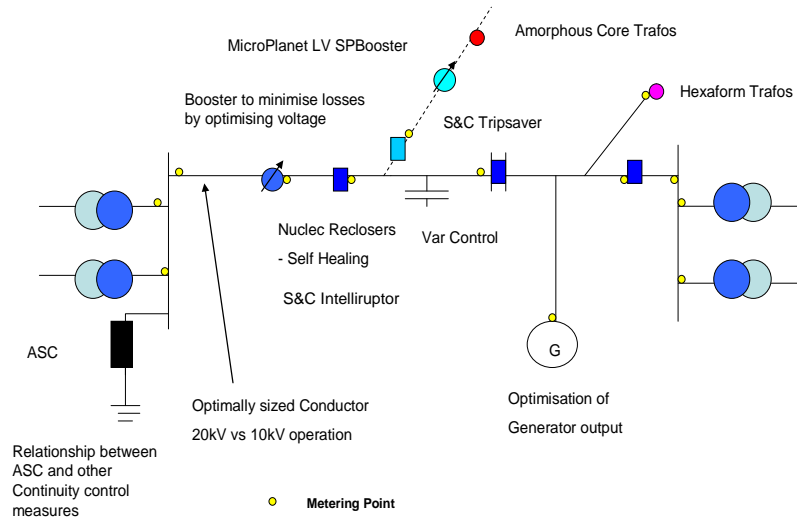 Amorphous Core Trafos
MicroPlanet LV SPBooster
Hexaform Trafos
Booster to minimise losses
by optimising voltage
S&C Tripsaver
Nuclec Reclosers
- Self Healing
Var Control
S&C Intelliruptor
ASC
G
Optimally sized Conductor
20kV vs 10kV operation
Optimisation of
Generator output
Relationship between
ASC and other
Continuity control
measures
Metering Point